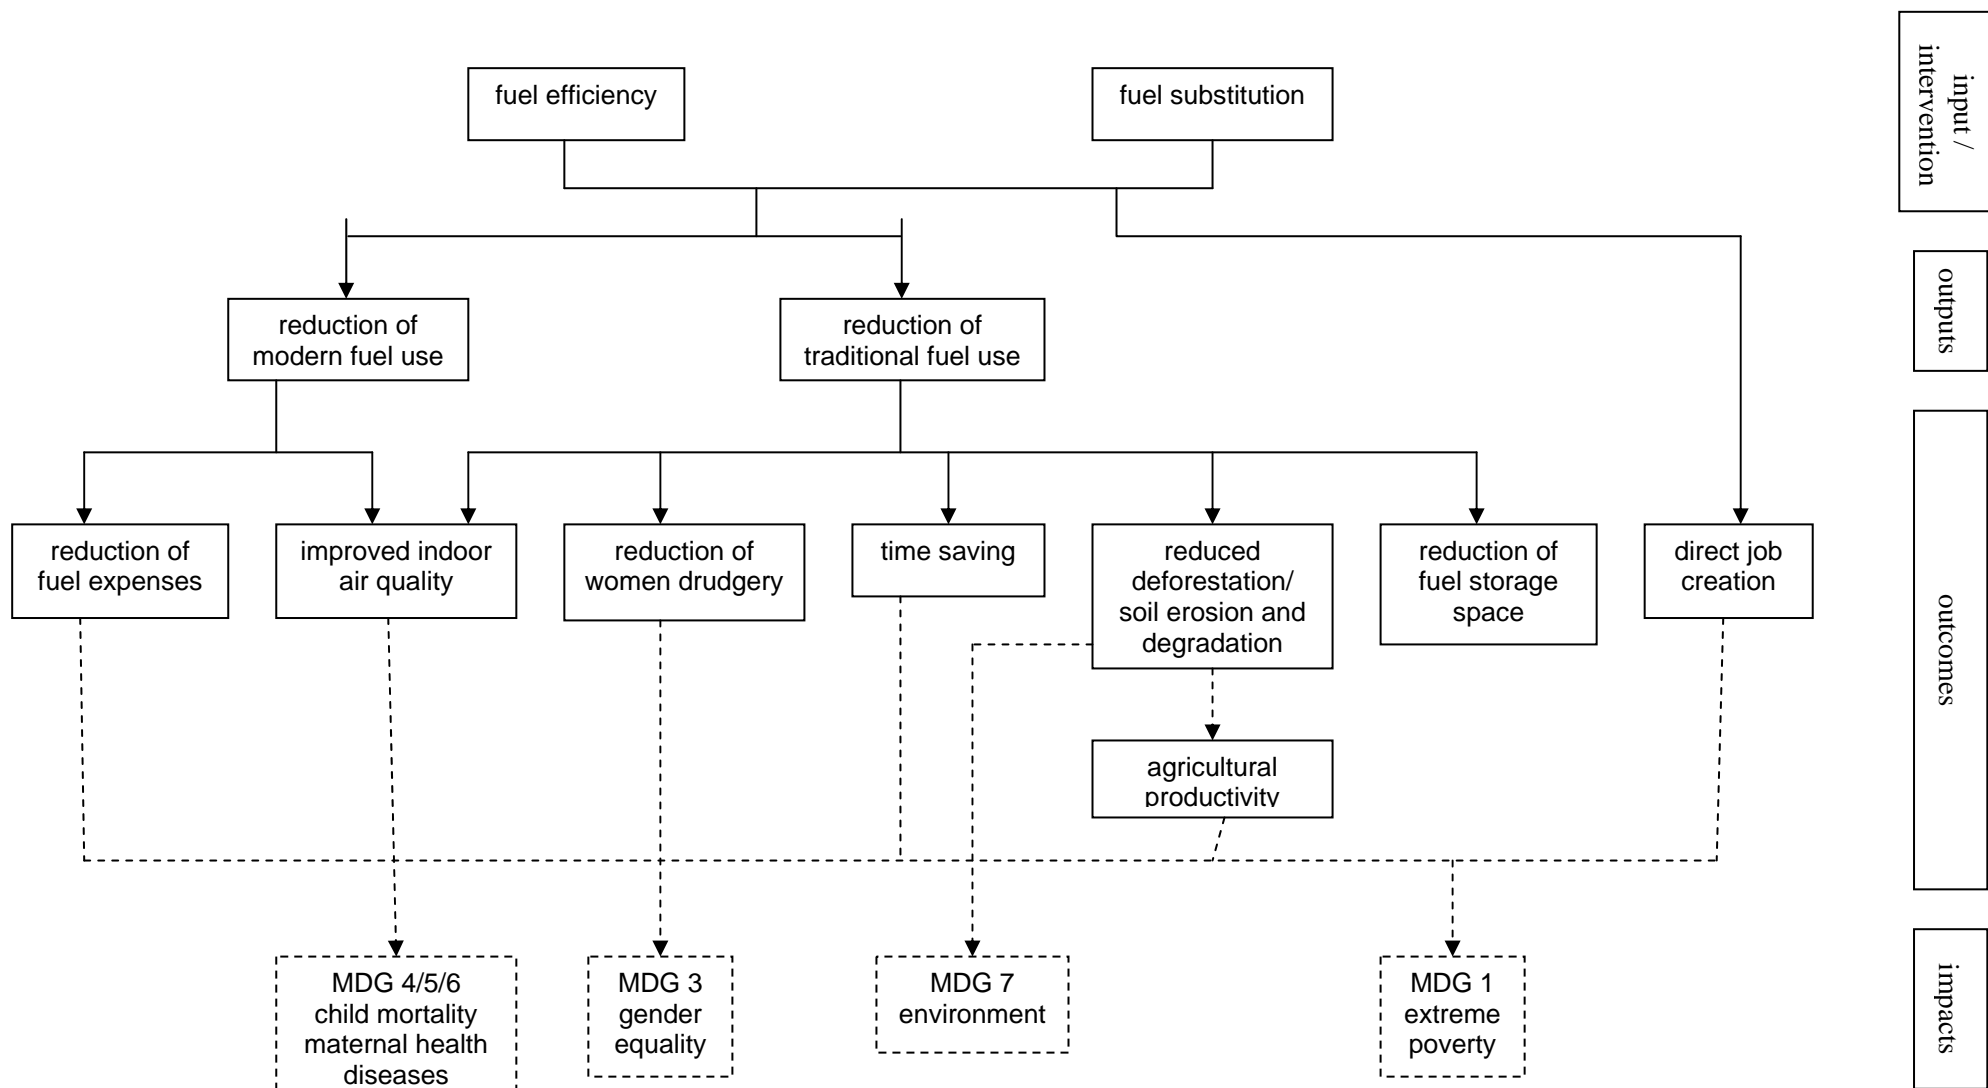 input /
intervention
fuel efficiency
fuel substitution
outputs
reduction of
modern fuel use
reduction of
traditional fuel use
outcomes
reduction of
fuel expenses
improved indoor
air quality
reduction of
women drudgery
time saving
reduced
deforestation/
soil erosion and
degradation
reduction of
fuel storage
space
direct job
creation
agricultural
productivity
impacts
MDG 4/5/6
child mortality
maternal health
diseases
MDG 3
gender
equality
MDG 7
environment
MDG 1
extreme
poverty